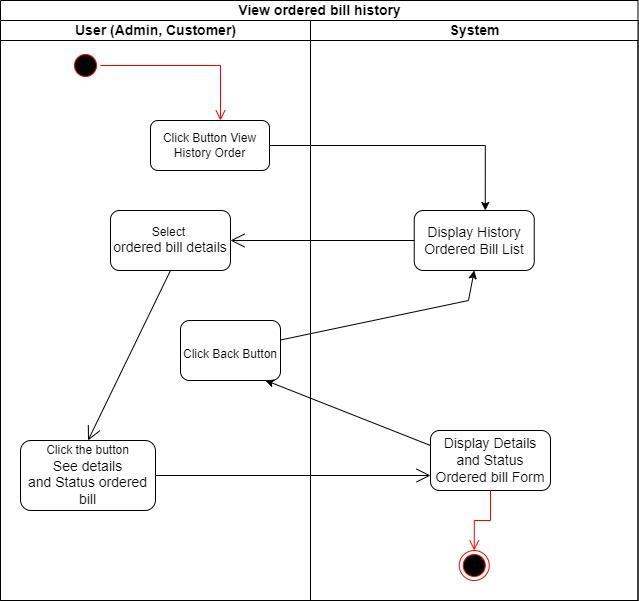 View ordered bill history
User (Admin, Customer)
System
Click Button View
History Order
Select
ordered bill details
Display History
Ordered Bill List
Click Back Button
Click the button
See details
and Status ordered
bill
Display Details
and Status
Ordered bill Form